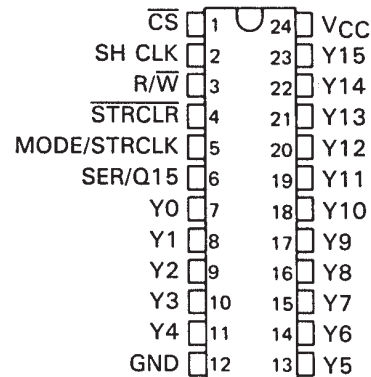 C̅S̅ 1 24 VCC
SH CLK 2 23 Y15
R/W̅ 3 22 Y14
S̅T̅R̅C̅L̅R̅ 4 21 Y13
MODE/STRCLK 5 20 Y12
SER/Q15 6 19 Y11
Y0 7 18 Y10
Y1 8 17 Y9
Y2 9 16 Y8
Y3 10 15 Y7
Y4 11 14 Y6
GND 12 13 Y5